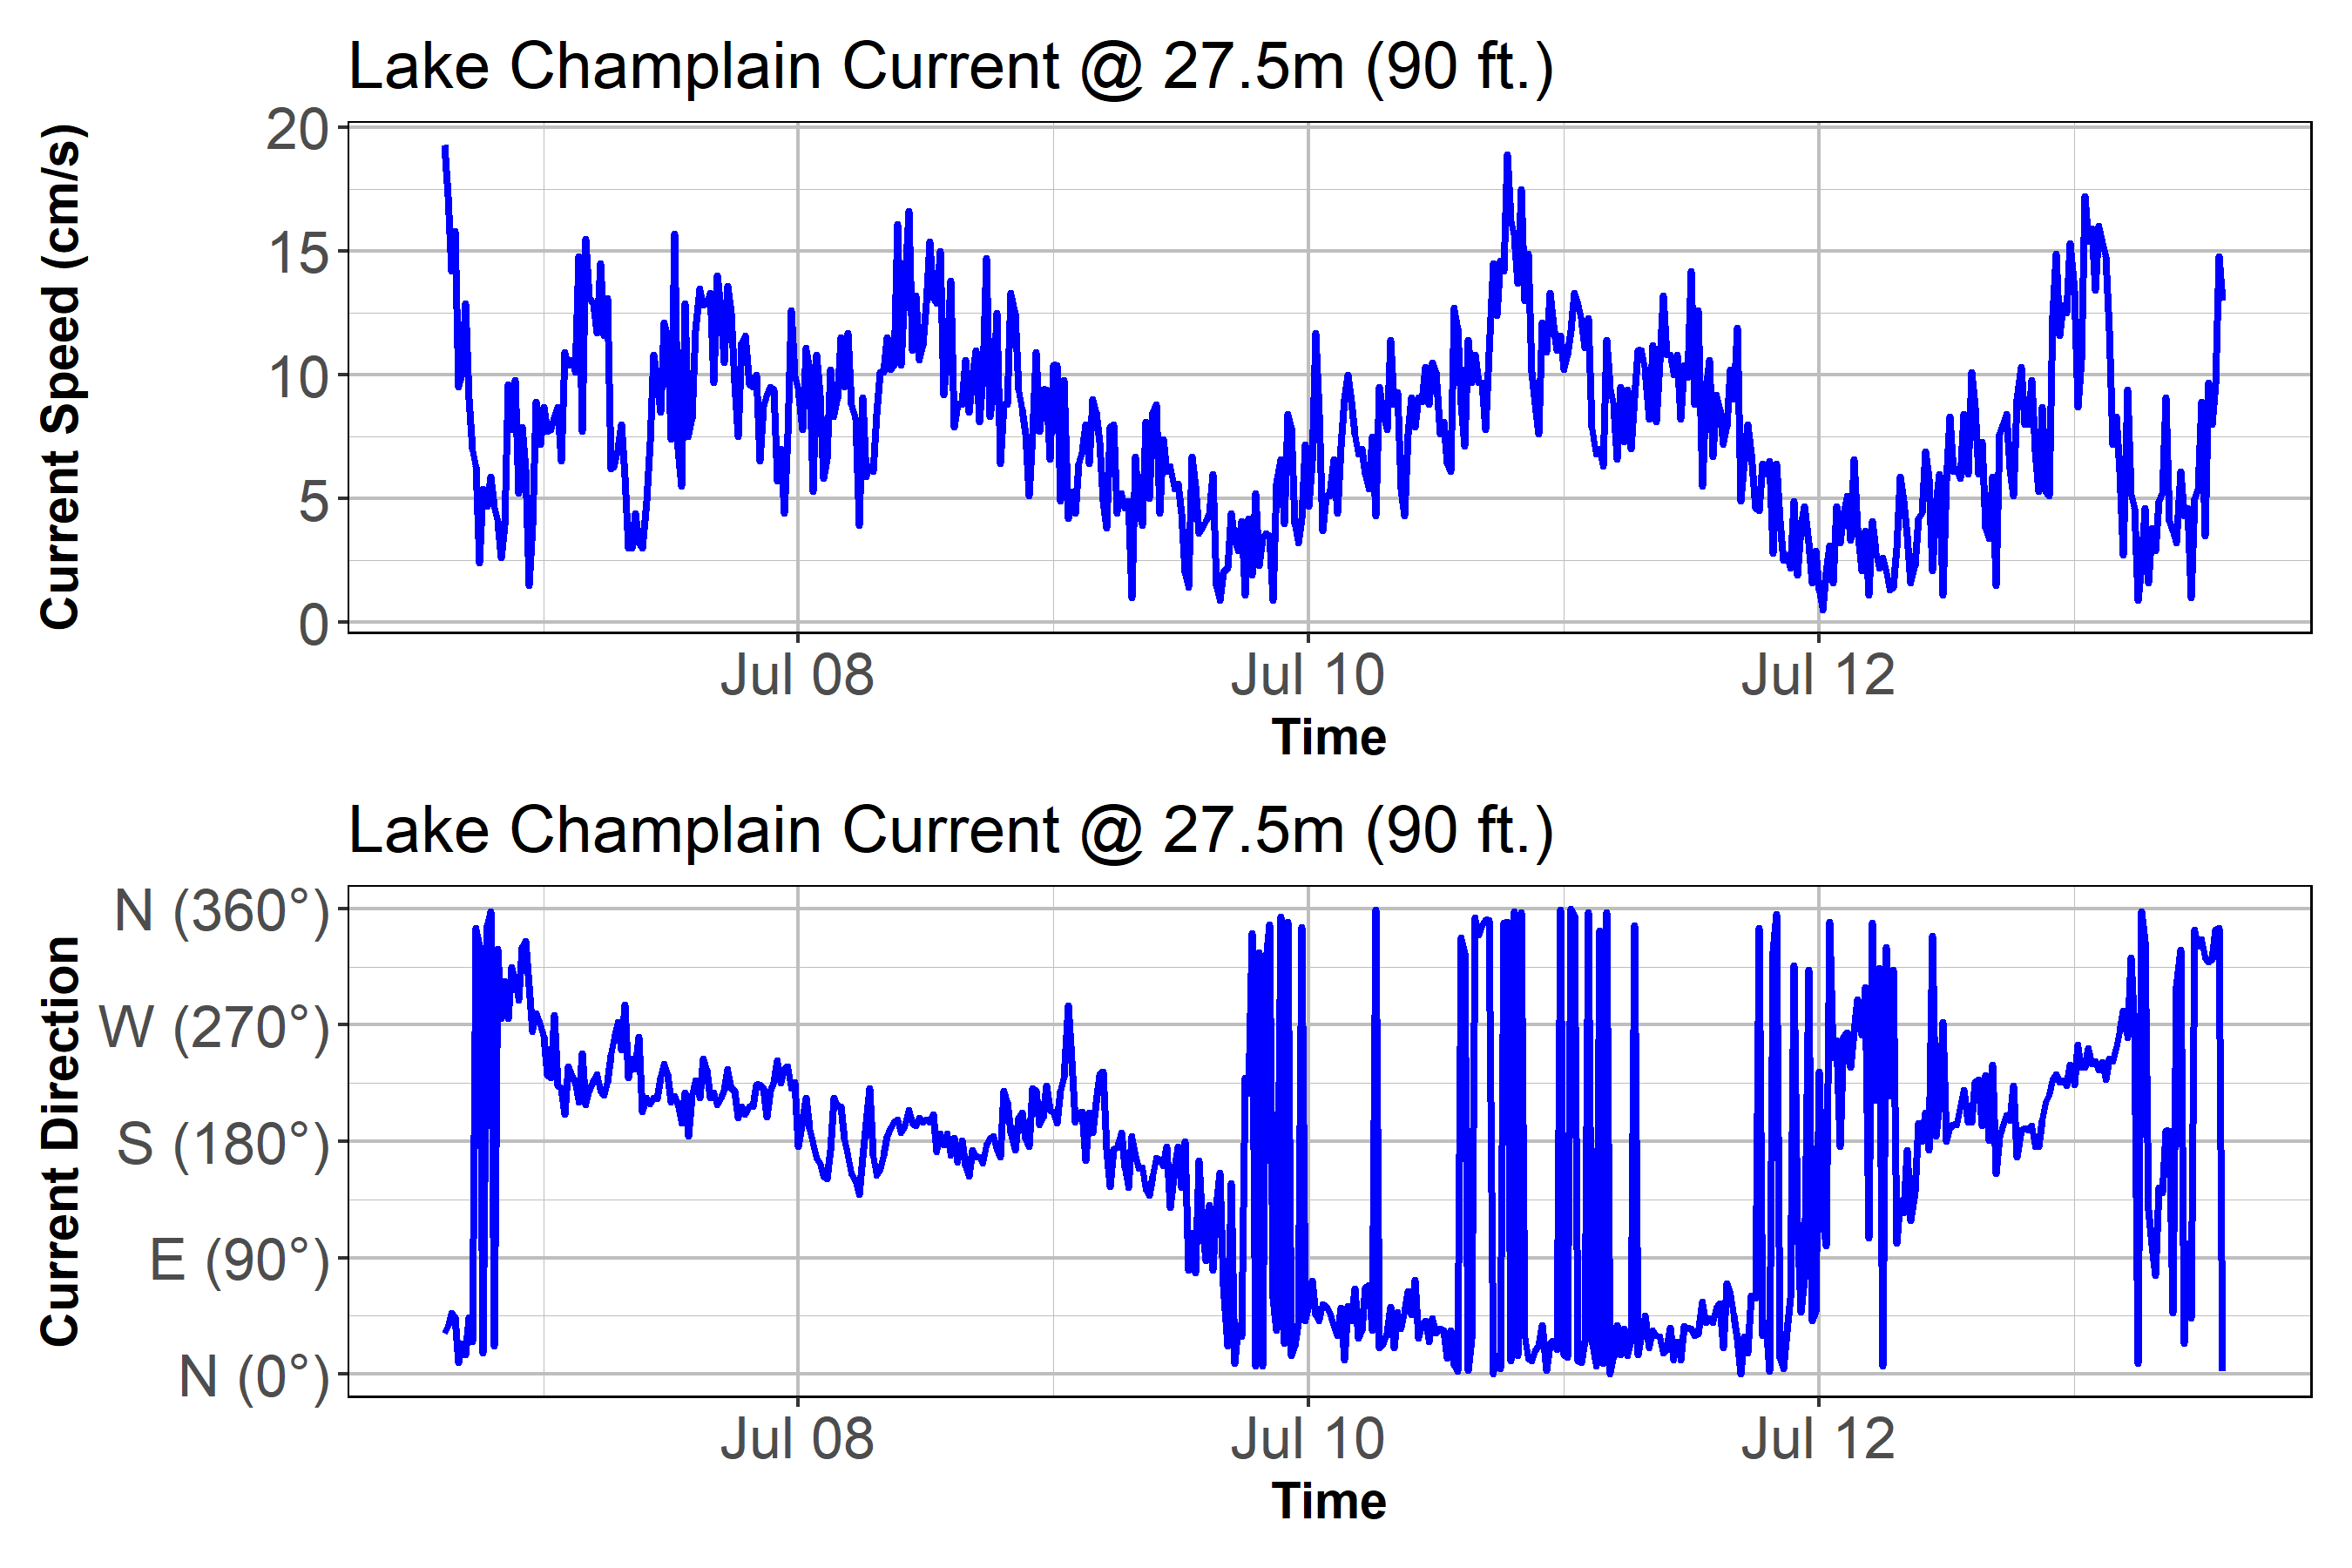 Lake Champlain Current @ 27.5m (90 ft.)
Current Speed (cm/s)
20
15
10
5
0
Jul 08 Jul 10 Jul 12
Time
Lake Champlain Current @ 27.5m (90 ft.)
Current Direction
N (360°)
W (270°)
S (180°)
E (90°)
N (0°)
Jul 08 Jul 10 Jul 12
Time